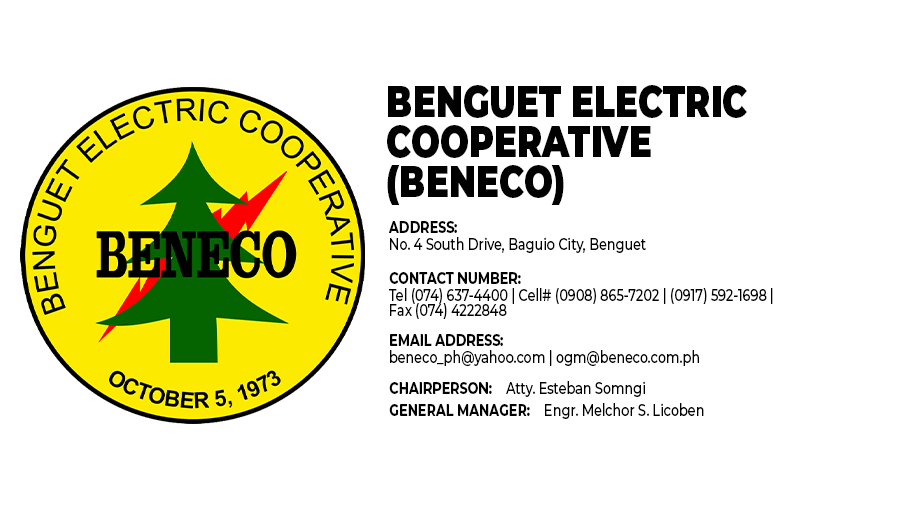 BENGUET ELECTRIC COOPERATIVE
BENECO
OCTOBER 5, 1973
BENGUET ELECTRIC
COOPERATIVE
(BENECO)
ADDRESS:
No. 4 South Drive, Baguio City, Benguet
CONTACT NUMBER:
Tel (074) 637-4400 | Cell# (0908) 865-7202 | (0917) 592-1698 |
Fax (074) 4222848
EMAIL ADDRESS:
beneco_ph@yahoo.com | ogm@beneco.com.ph
CHAIRPERSON: Atty. Esteban Somngi
GENERAL MANAGER: Engr. Melchor S. Licoben